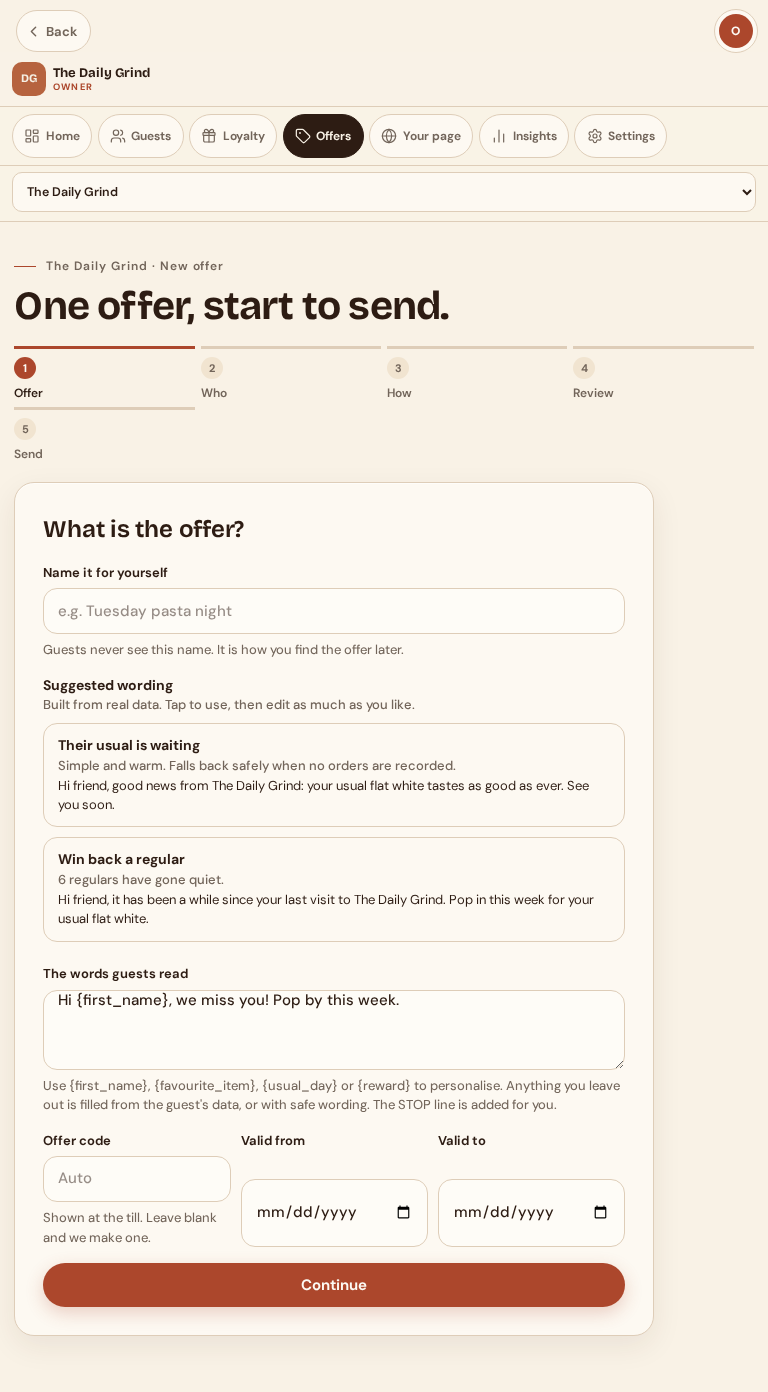 Back
O
DG
The Daily Grind
OWNER
Home
Guests
Loyalty
Offers
Your page
Insights
Settings
The Daily Grind
The Daily Grind · New offer
One offer, start to send.
1
Offer
2
Who
3
How
4
Review
5
Send
What is the offer?
Name it for yourself
e.g. Tuesday pasta night
Guests never see this name. It is how you find the offer later.
Suggested wording
Built from real data. Tap to use, then edit as much as you like.
Their usual is waiting
Simple and warm. Falls back safely when no orders are recorded.
Hi friend, good news from The Daily Grind: your usual flat white tastes as good as ever. See
you soon.
Win back a regular
6 regulars have gone quiet.
Hi friend, it has been a while since your last visit to The Daily Grind. Pop in this week for your
usual flat white.
The words guests read
Hi {first_name}, we miss you! Pop by this week.
Use {first_name}, {favourite_item}, {usual_day} or {reward} to personalise. Anything you leave
out is filled from the guest's data, or with safe wording. The STOP line is added for you.
Offer code
Auto
Shown at the till. Leave blank
and we make one.
Valid from
mm/dd/yyyy
Valid to
mm/dd/yyyy
Continue